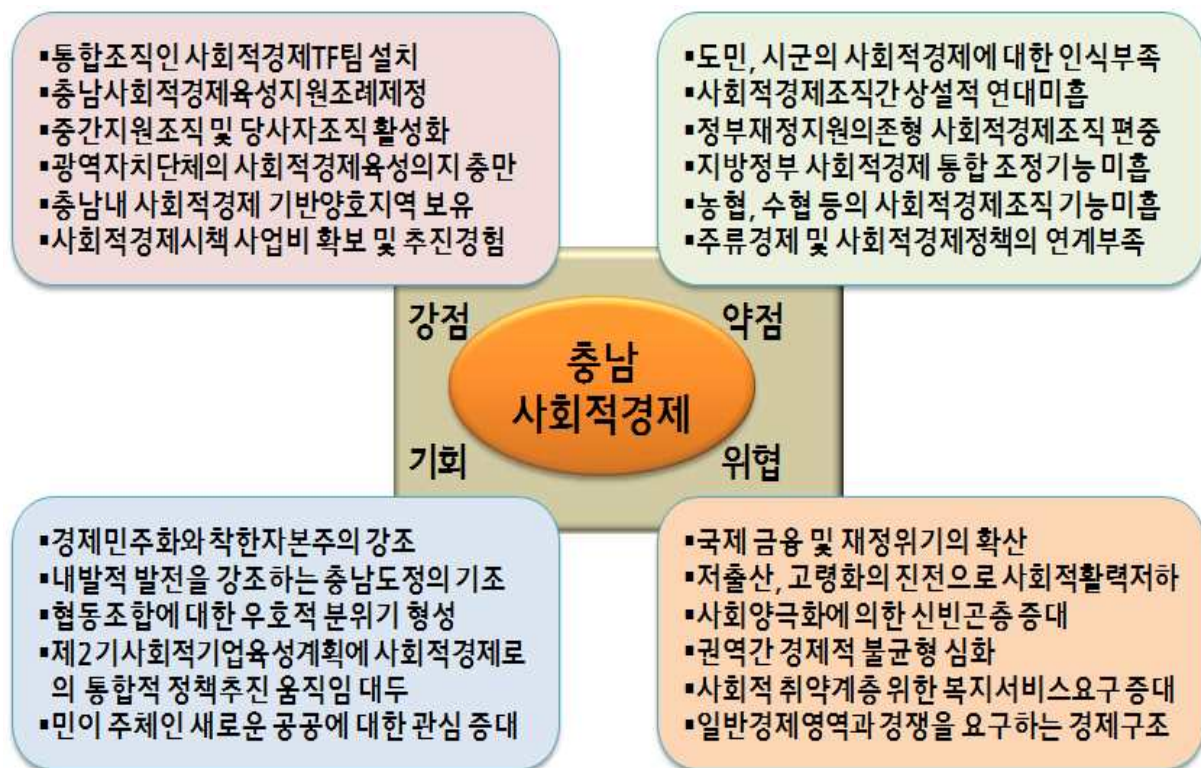 ▪통합조직인 사회적경제TF팀 설치
▪충남사회적경제육성지원조례제정
▪중간지원조직 및 당사자조직 활성화
▪광역자치단체의 사회적경제육성의지 충만
▪충남내 사회적경제 기반양호지역 보유
▪사회적경제시책 사업비 확보 및 추진경험
▪도민, 시군의 사회적경제에 대한 인식부족
▪사회적경제조직간 상설적 연대미흡
▪정부재정지원의존형 사회적경제조직 편중
▪지방정부 사회적경제 통합 조정기능 미흡
▪농협, 수협 등의 사회적경제조직 기능미흡
▪주류경제 및 사회적경제정책의 연계부족
강점
약점
충남
사회적경제
기회
위협
▪경제민주화와 착한자본주의 강조
▪내발적 발전을 강조하는 충남도정의 기조
▪협동조합에 대한 우호적 분위기 형성
▪제2기사회적기업육성계획에 사회적경제로
의 통합적 정책추진 움직임 대두
▪민이 주체인 새로운 공공에 대한 관심 증대
▪국제 금융 및 재정위기의 확산
▪저출산, 고령화의 진전으로 사회적활력저하
▪사회양극화에 의한 신빈곤층 증대
▪권역간 경제적 불균형 심화
▪사회적 취약계층 위한 복지서비스요구 증대
▪일반경제영역과 경쟁을 요구하는 경제구조